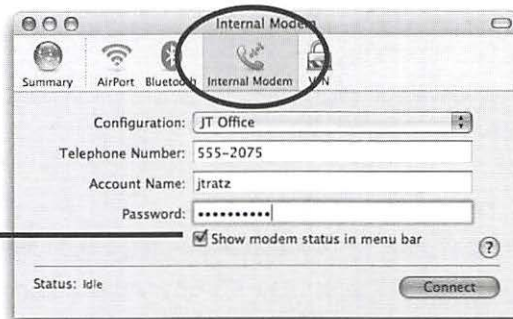 Internal Modem
Summary AirPort Bluetooth Internal Modem VPN
Configuration: JT Office
Telephone Number: 555-2075
Account Name: jtratz
Password: ••••••••••
Show modem status in menu bar
?
Status: Idle
Connect